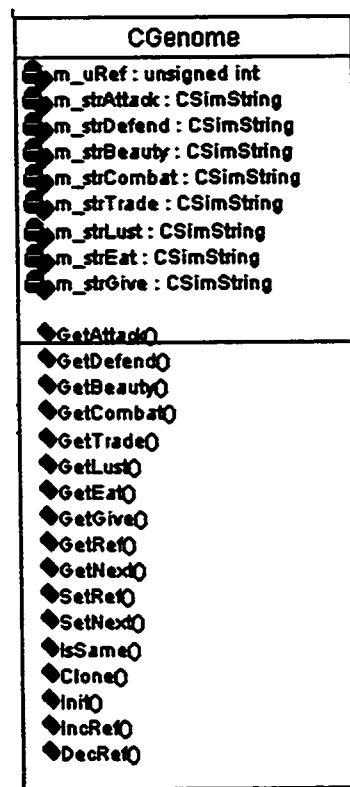 CGenome
m_uRef : unsigned int
m_strAttack : CSimString
m_strDefend : CSimString
m_strBeauty : CSimString
m_strCombat : CSimString
m_strTrade : CSimString
m_strLust : CSimString
m_strEat : CSimString
m_strGive : CSimString
GetAttack()
GetDefend()
GetBeauty()
GetCombat()
GetTrade()
GetLust()
GetEat()
GetGive()
GetRef()
GetNext()
SetRef()
SetNext()
IsSame()
Clone()
Init()
IncRef()
DecRef()